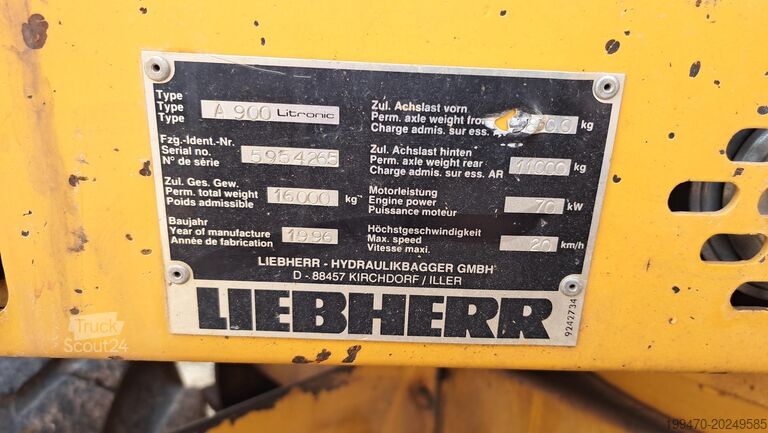 Type
Type
Type
A 900 Litronic
Fzg.-Ident.-Nr.
Serial no.
N° de série
5954265
Zul. Ges. Gew.
Perm. total weight
Poids admissible
16000 kg
Baujahr
Year of manufacture
Année de fabrication
1996
Zul. Achslast vorn
Perm. axle weight
Charge admis. sur ess.
kg
Zul. Achslast hinten
Perm. axle weight rear
Charge admis. sur ess. AR
11000 kg
Motorleistung
Engine power
Puissance moteur
70 kW
Höchstgeschwindigkeit
Max. speed
Vitesse maxi.
20 km/h
LIEBHERR - HYDRAULIKBAGGER GMBH
D - 88457 KIRCHDORF / ILLER
LIEBHERR
9242734
Truck
Scout24
199470-20249585